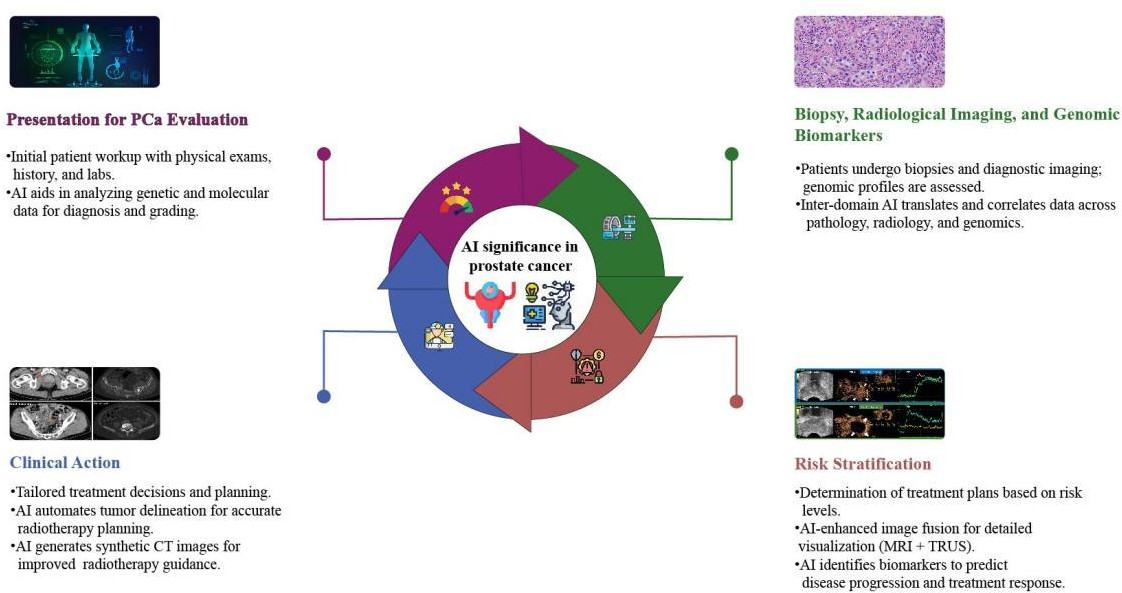 Presentation for PCa Evaluation
•Initial patient workup with physical exams,
history, and labs.
•AI aids in analyzing genetic and molecular
data for diagnosis and grading.
Biopsy, Radiological Imaging, and Genomic
Biomarkers
•Patients undergo biopsies and diagnostic imaging;
genomic profiles are assessed.
•Inter-domain AI translates and correlates data across
pathology, radiology, and genomics.
AI significance in
prostate cancer
Clinical Action
•Tailored treatment decisions and planning.
•AI automates tumor delineation for accurate
radiotherapy planning.
•AI generates synthetic CT images for
improved radiotherapy guidance.
Risk Stratification
•Determination of treatment plans based on risk
levels.
•AI-enhanced image fusion for detailed
visualization (MRI + TRUS).
•AI identifies biomarkers to predict
disease progression and treatment response.